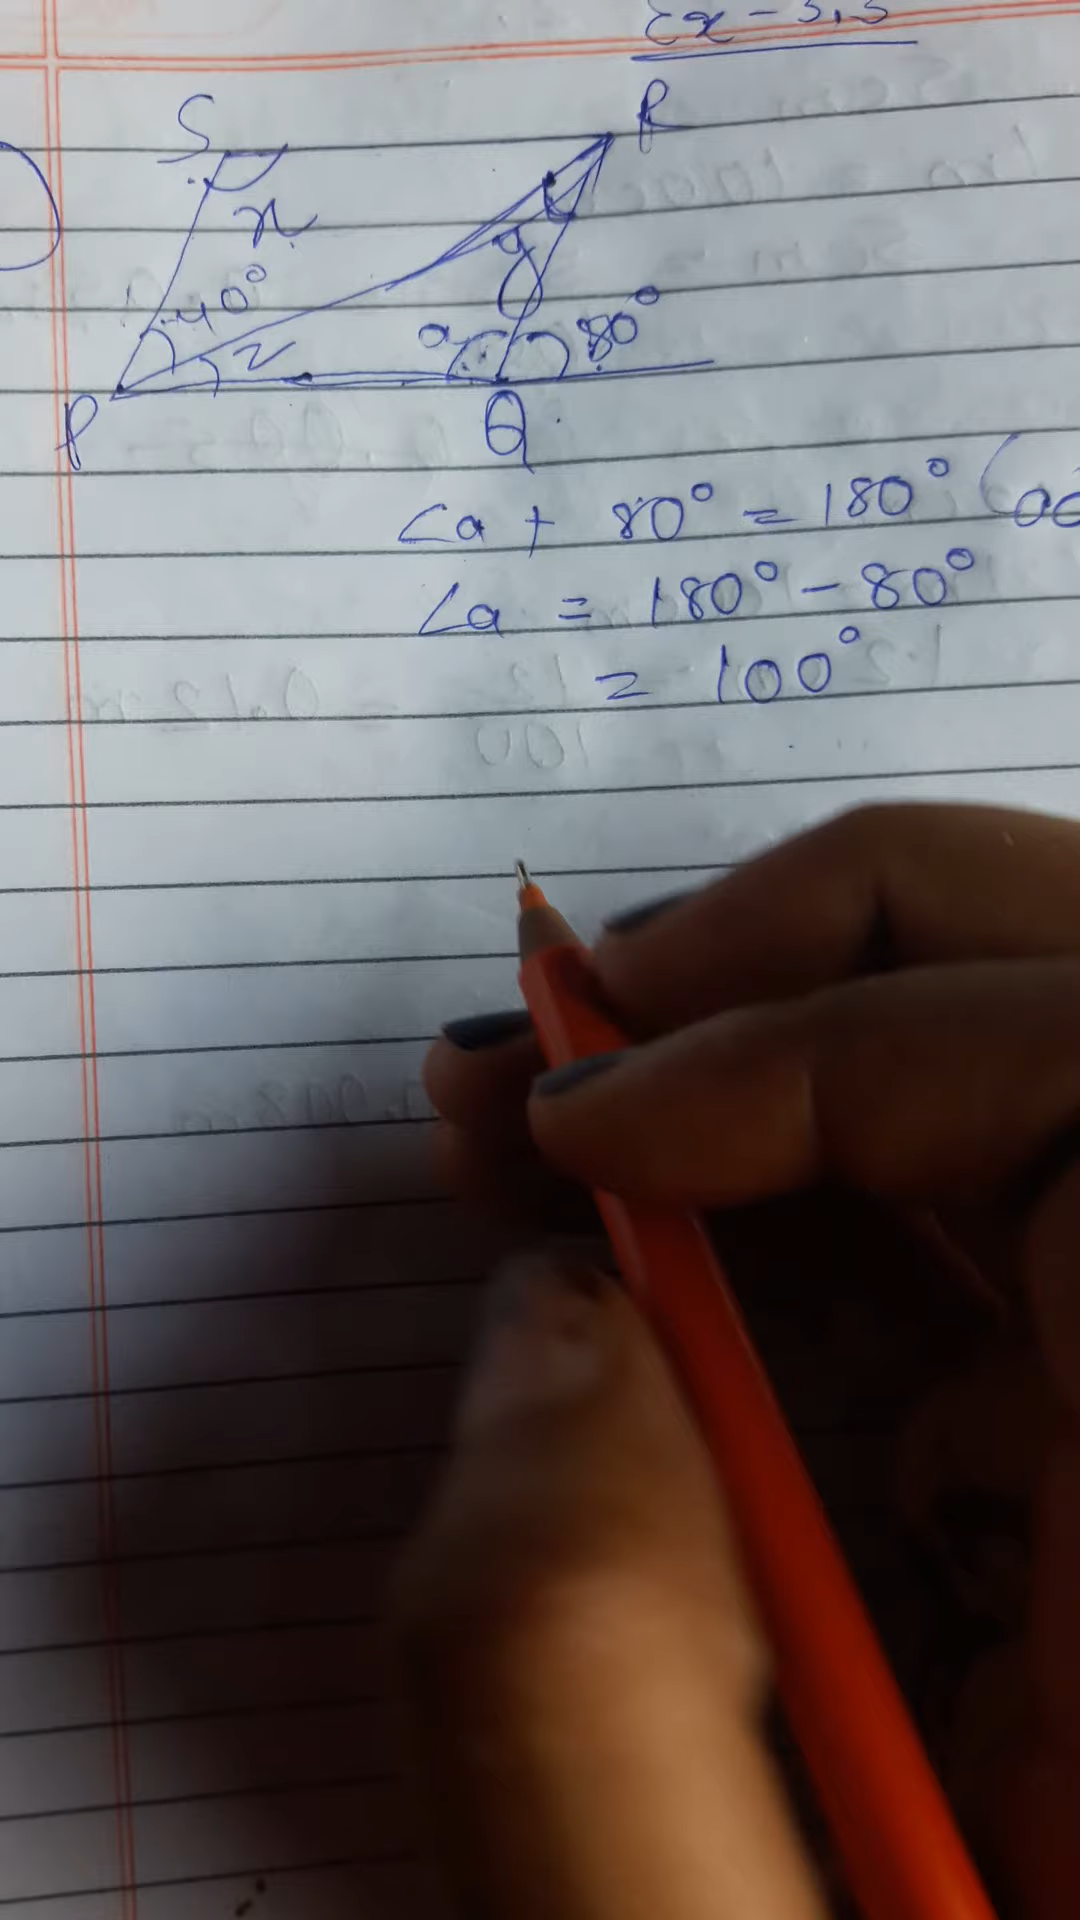 Ex - 3.3
S
R
x
y
40°
z
a
80°
P
Q
∠a + 80° = 180° (
∠a = 180° - 80°
= 100°